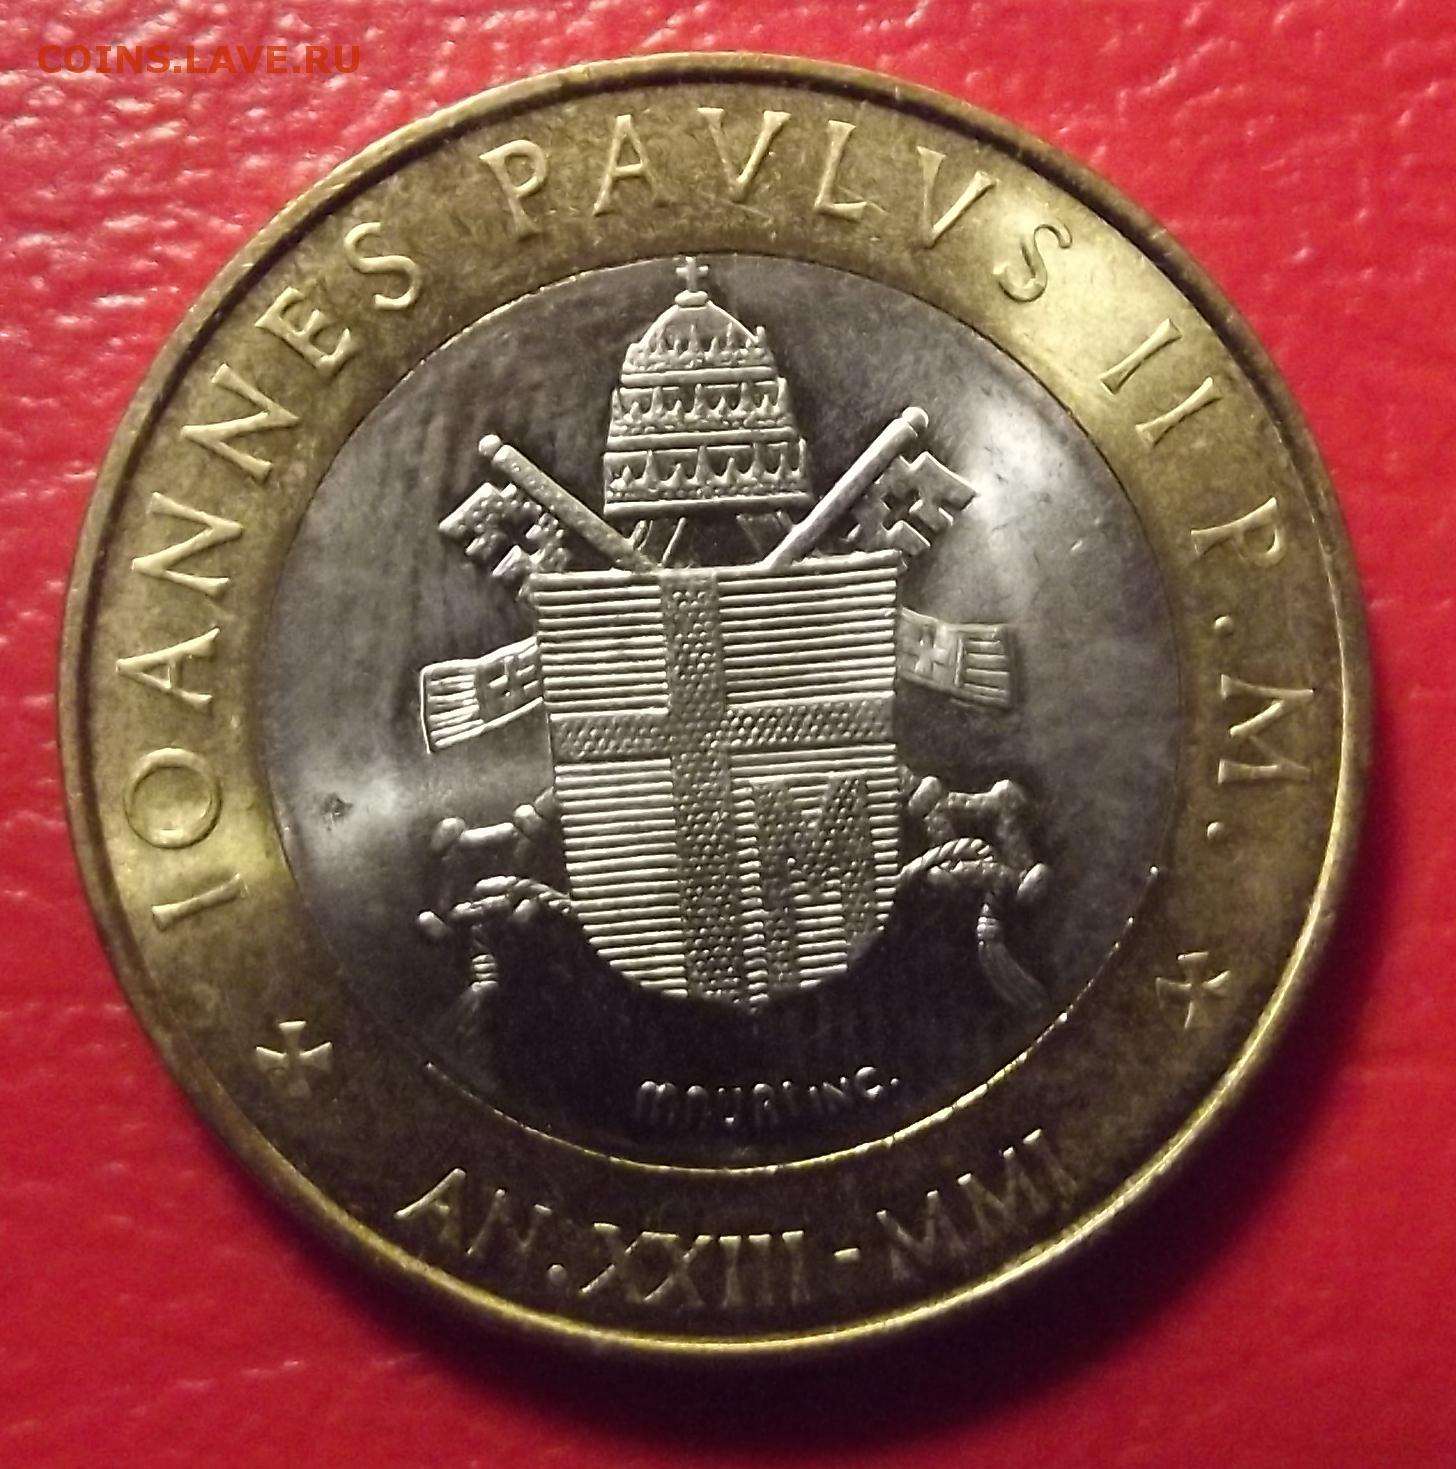 COINS.LAVE.RU
IOANNES PAVLVS II P.M.
MAURI INC.
AN.XXIII-MMI